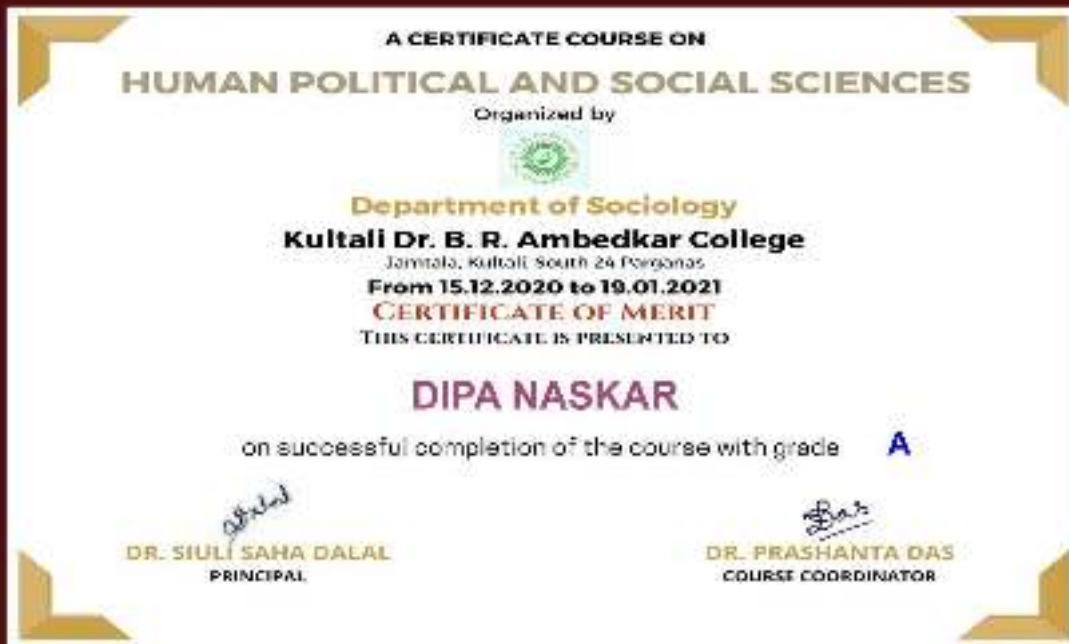 A CERTIFICATE COURSE ON
HUMAN POLITICAL AND SOCIAL SCIENCES
Organized by
Department of Sociology
Kultali Dr. B. R. Ambedkar College
Jamtala, Kultali, South 24 Parganas
From 15.12.2020 to 19.01.2021
CERTIFICATE OF MERIT
THIS CERTIFICATE IS PRESENTED TO
DIPA NASKAR
on successful completion of the course with grade A
Das
DR. SIULI SAHA DALAL DR. PRASHANTA DAS
PRINCIPAL COURSE COORDINATOR